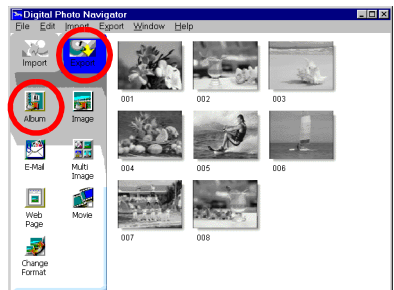 Digital Photo Navigator
File Edit Import Export Window Help
Import Export
001 002 003
Album Image
004 005 006
E-Mail Multi Image
Web Page Movie
007 008
Change Format